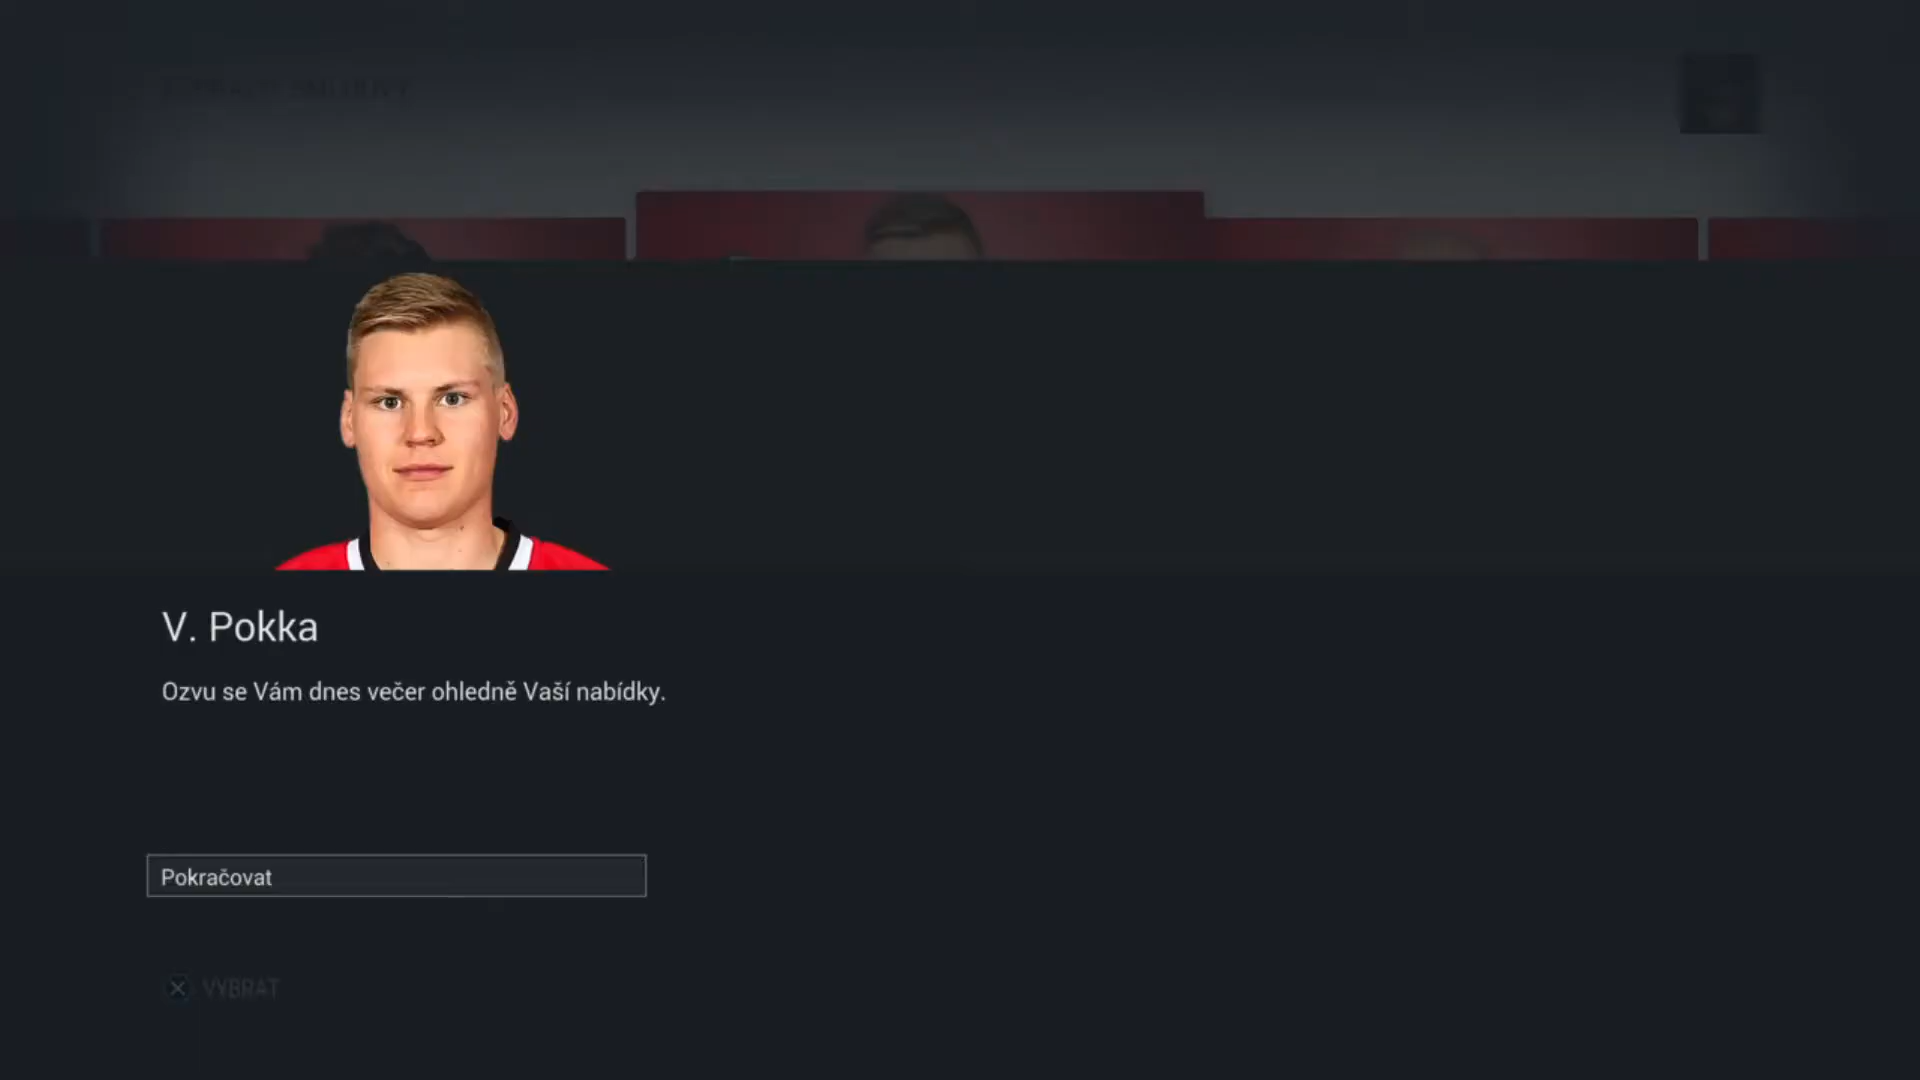 V. Pokka
Ozvu se Vám dnes večer ohledně Vaší nabídky.
Pokračovat
VYBRAT